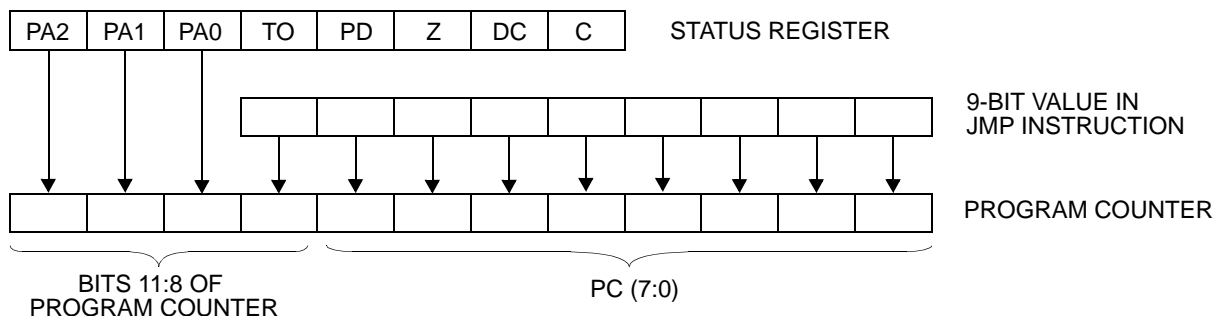 PA2 PA1 PA0 TO PD Z DC C STATUS REGISTER
9-BIT VALUE IN
JMP INSTRUCTION
PROGRAM COUNTER
BITS 11:8 OF
PROGRAM COUNTER
PC (7:0)